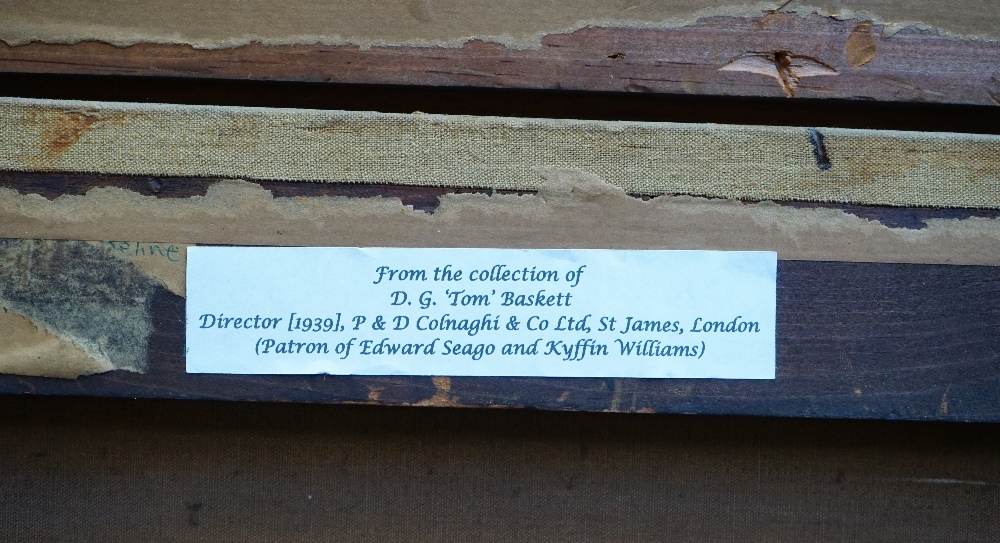 From the collection of
D. G. ‘Tom’ Baskett
Director [1939], P & D Colnaghi & Co Ltd, St James, London
(Patron of Edward Seago and Kyffin Williams)